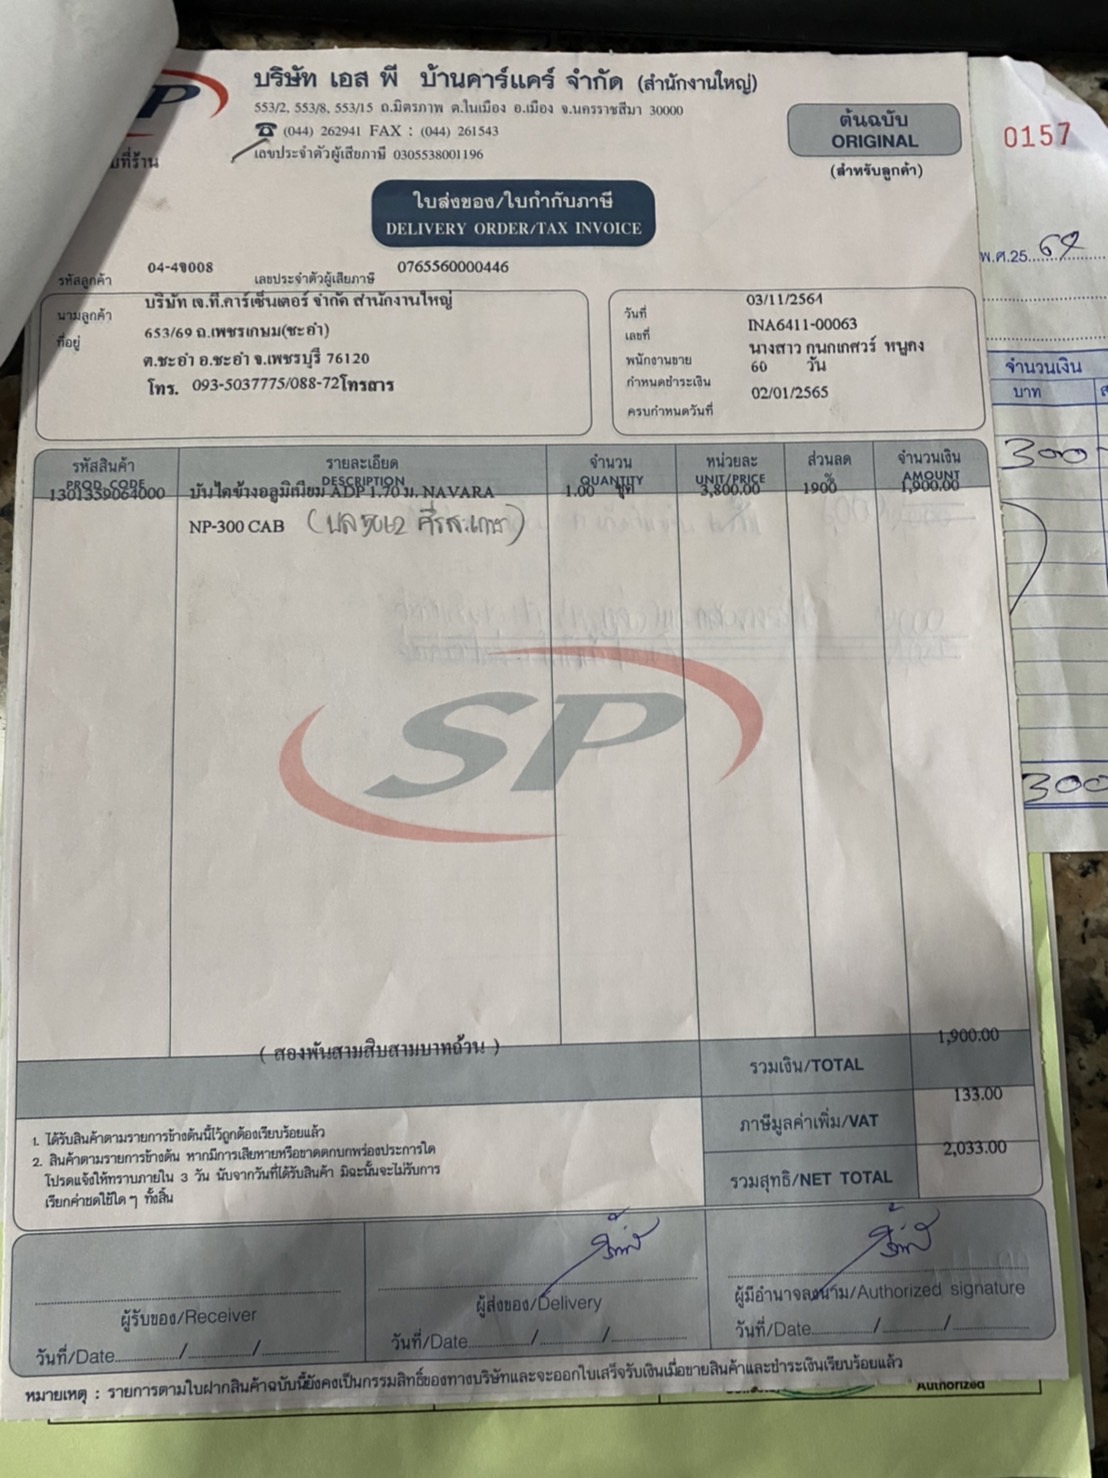 บริษัท เอส พี บ้านคาร์แคร์ จำกัด (สำนักงานใหญ่)
553/2, 553/8, 553/15 ถ.มิตรภาพ ต.ในเมือง อ.เมือง จ.นครราชสีมา 30000
☎ (044) 262941 FAX : (044) 261543
เลขประจำตัวผู้เสียภาษี 0305538001196
ที่ร้าน
ต้นฉบับ
ORIGINAL
(สำหรับลูกค้า)
ใบส่งของ/ใบกำกับภาษี
DELIVERY ORDER/TAX INVOICE
รหัสลูกค้า 04-49008 เลขประจำตัวผู้เสียภาษี 0765560000446
นามลูกค้า บริษัท เจ.ที.คาร์เซ็นเตอร์ จำกัด สำนักงานใหญ่
ที่อยู่ 653/69 ถ.เพชรเกษม(ชะอำ)
ต.ชะอำ อ.ชะอำ จ.เพชรบุรี 76120
โทร. 093-5037775/088-72โทรสาร
วันที่ 03/11/2564
เลขที่ INA6411-00063
พนักงานขาย นางสาว กนกเกศวร์ หนูคง
กำหนดชำระเงิน 60 วัน
ครบกำหนดวันที่ 02/01/2565
รหัสสินค้า รายละเอียด จำนวน หน่วยละ ส่วนลด จำนวนเงิน
PROD. CODE DESCRIPTION QUANTITY UNIT/PRICE AMOUNT
1301339064000 บันไดข้างอลูมิเนียม ADP 1.70 ม. NAVARA 1.00 ชุด 3,800.00 1900 1,900.00
NP-300 CAB (บล 5062 ศรีสะเกษ)
SP
(สองพันสามสิบสามบาทถ้วน)
รวมเงิน/TOTAL 1,900.00
ภาษีมูลค่าเพิ่ม/VAT 133.00
รวมสุทธิ/NET TOTAL 2,033.00
1. ได้รับสินค้าตามรายการข้างต้นนี้ไว้ถูกต้องเรียบร้อยแล้ว
2. สินค้าตามรายการข้างต้น หากมีการเสียหายหรือขาดตกบกพร่องประการใด
โปรดแจ้งให้ทราบภายใน 3 วัน นับจากวันที่ได้รับสินค้า มิฉะนั้นจะไม่รับการ
เรียกค่าชดใช้ใด ๆ ทั้งสิ้น
ผู้รับของ/Receiver
วันที่/Date / /
ผู้ส่งของ/Delivery
วันที่/Date / /
ผู้มีอำนาจลงนาม/Authorized signature
วันที่/Date / /
หมายเหตุ : รายการตามใบฝากสินค้าฉบับนี้ยังคงเป็นกรรมสิทธิ์ของทางบริษัทและจะออกใบเสร็จรับเงินเมื่อขายสินค้าและชำระเงินเรียบร้อยแล้ว
0157
พ.ศ.25 64
จำนวนเงิน
บาท
300
300
Authorized